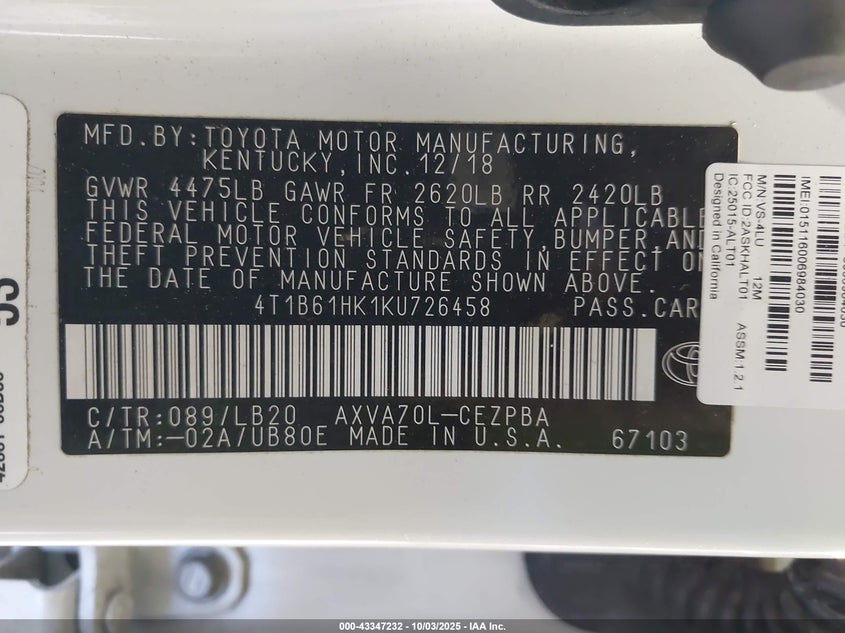 MFD.BY:TOYOTA MOTOR MANUFACTURING,
KENTUCKY,INC.12/18
GVWR 4475LB GAWR FR 2620LB RR 2420LB
THIS VEHICLE CONFORMS TO ALL APPLICABLE
FEDERAL MOTOR VEHICLE SAFETY,BUMPER,AND
THEFT PREVENTION STANDARDS IN EFFECT ON
THE DATE OF MANUFACTURE SHOWN ABOVE.
4T1B61HK1KU726458 PASS.CAR
C/TR:089/LB20 AXVA70L-CEZPBA
A/TM:-02A/UB80E MADE IN U.S.A. 67103
IMEI:015116006984030
M/N:VS-4LU 12M
FCC ID:2ASKHALT01 ASSM:1.2.1
IC:25015-ALT01
Designed in California
000-43347232 - 10/03/2025 - IAA Inc.